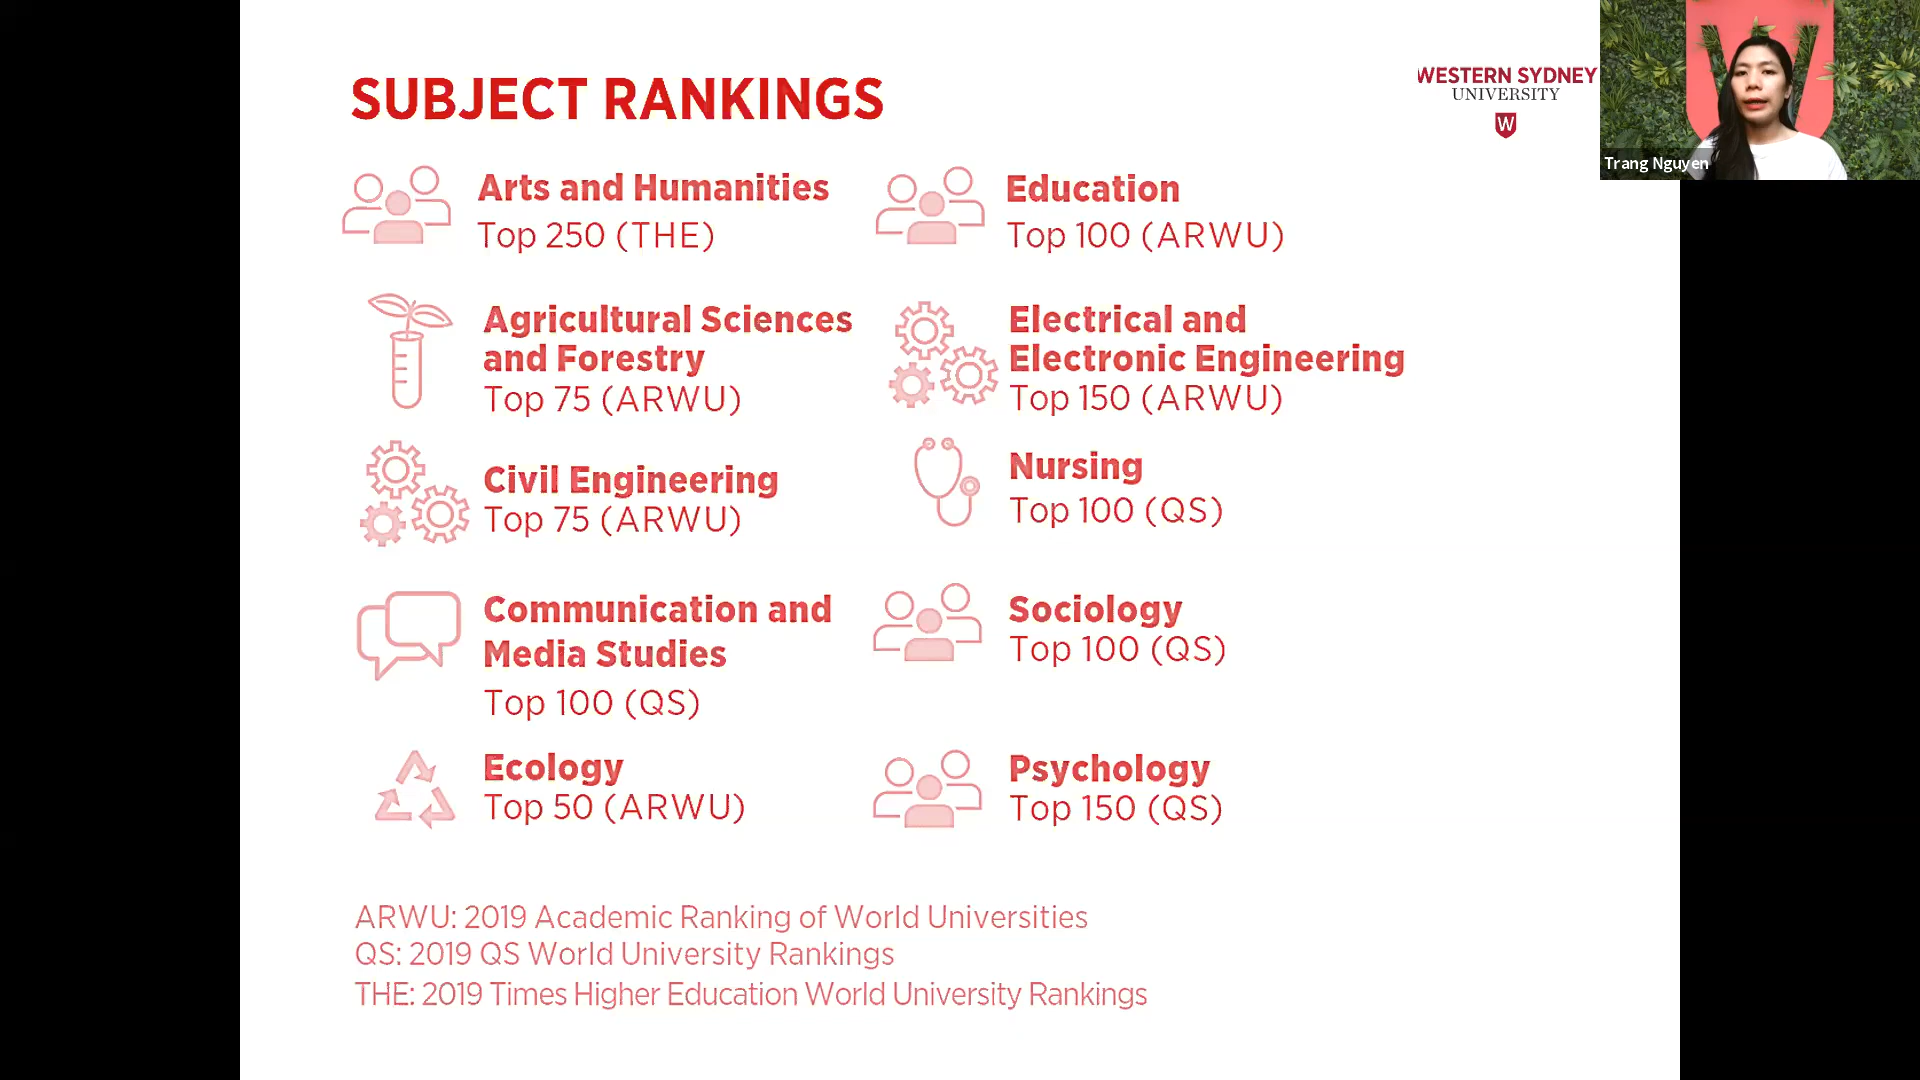 SUBJECT RANKINGS
WESTERN SYDNEY
UNIVERSITY
W
Trang Nguyen
Arts and Humanities
Top 250 (THE)
Education
Top 100 (ARWU)
Agricultural Sciences
and Forestry
Top 75 (ARWU)
Electrical and
Electronic Engineering
Top 150 (ARWU)
Civil Engineering
Top 75 (ARWU)
Nursing
Top 100 (QS)
Communication and
Media Studies
Top 100 (QS)
Sociology
Top 100 (QS)
Ecology
Top 50 (ARWU)
Psychology
Top 150 (QS)
ARWU: 2019 Academic Ranking of World Universities
QS: 2019 QS World University Rankings
THE: 2019 Times Higher Education World University Rankings